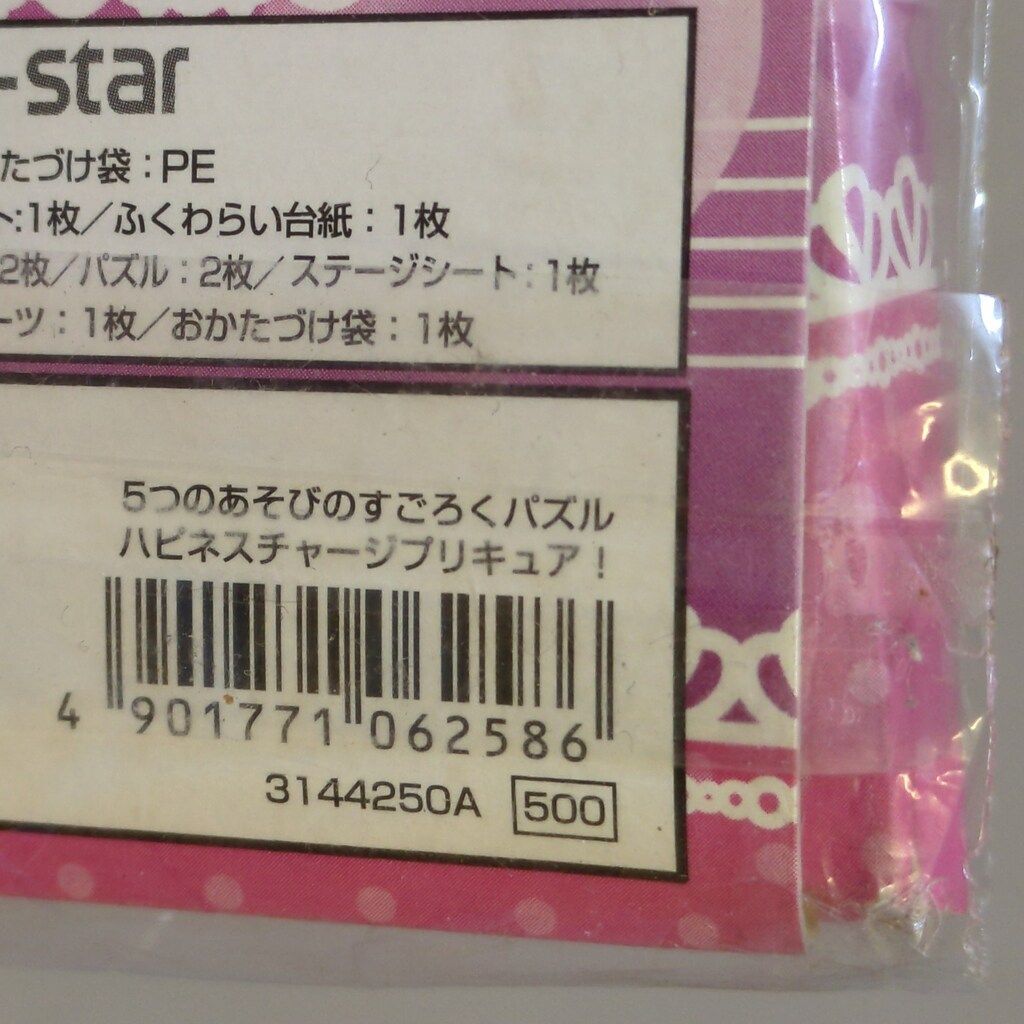 -star
たづけ袋：PE
ト:1枚／ふくわらい台紙：1枚
2枚／パズル：2枚／ステージシート：1枚
ーツ：1枚／おかたづけ袋：1枚
5つのあそびのすごろくパズル
ハピネスチャージプリキュア！
4 901771 062586
3144250A 500